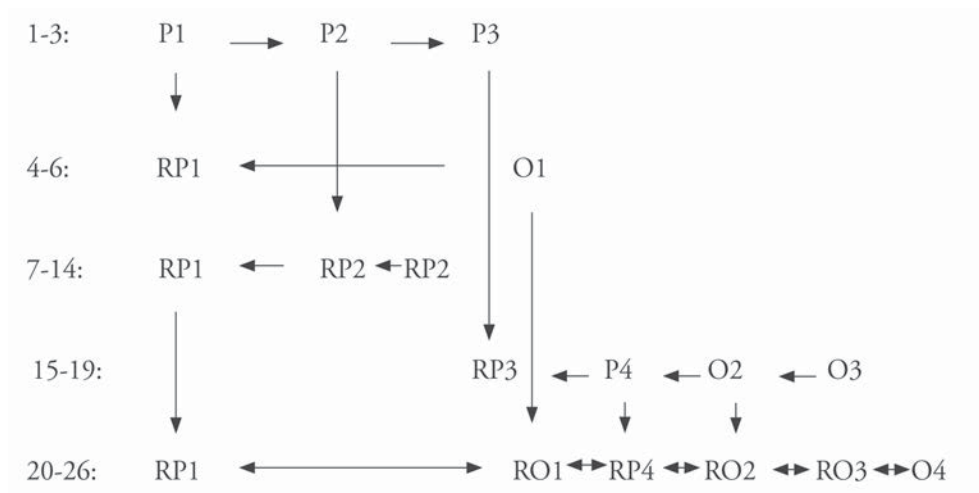 1-3: P1 P2 P3
4-6: RP1 O1
7-14: RP1 RP2 RP2
15-19: RP3 P4 O2 O3
20-26: RP1 RO1 RP4 RO2 RO3 O4